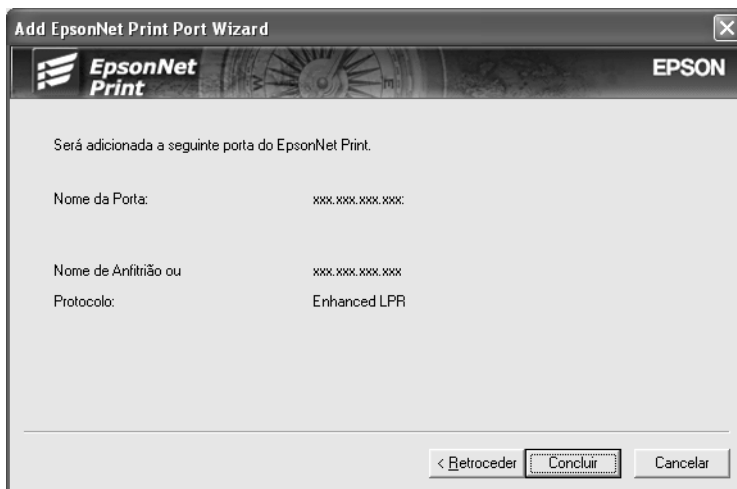 Add EpsonNet Print Port Wizard
EpsonNet
Print
EPSON
Será adicionada a seguinte porta do EpsonNet Print.
Nome da Porta: xxx.xxx.xxx.xxx:
Nome de Anfitrião ou xxx.xxx.xxx.xxx
Protocolo: Enhanced LPR
< Retroceder Concluir Cancelar